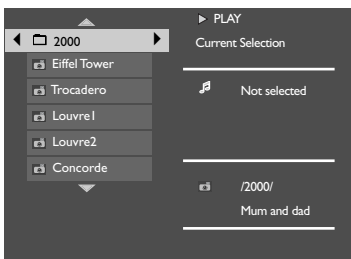 2000
Eiffel Tower
Trocadero
Louvre1
Louvre2
Concorde
PLAY
Current Selection
Not selected
/2000/
Mum and dad